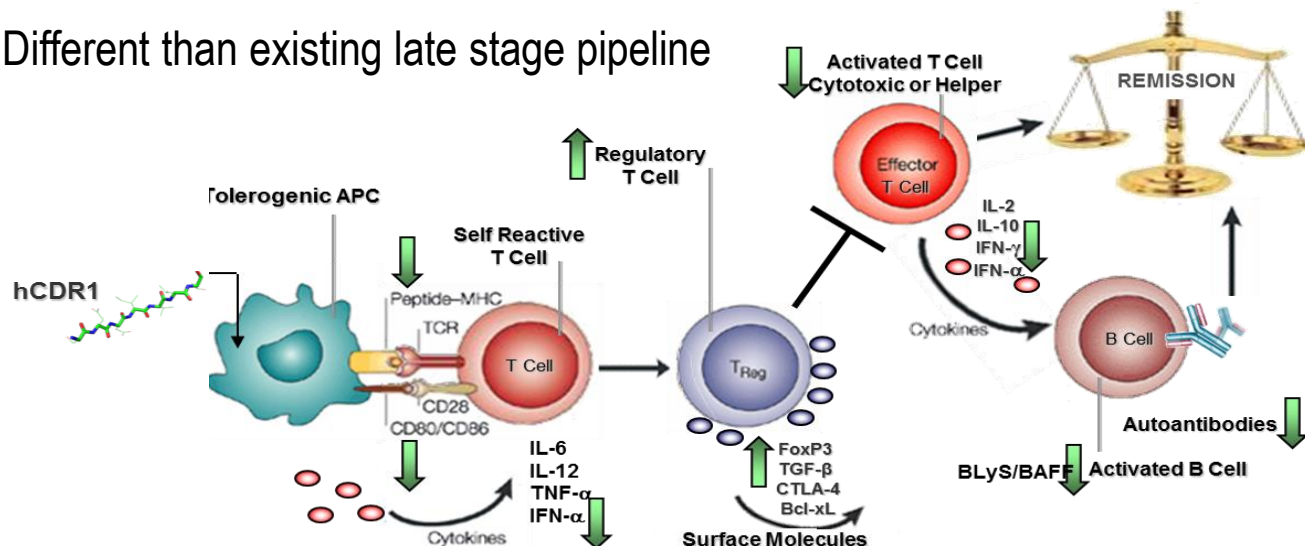 Different than existing late stage pipeline
Activated T Cell
Cytotoxic or Helper
REMISSION
Regulatory
T Cell
Effector
T Cell
Tolerogenic APC
Self Reactive
T Cell
IL-2
IL-10
IFN-γ
IFN-α
hCDR1
Peptide–MHC
TCR
T Cell
TReg
Cytokines
B Cell
CD28
CD80/CD86
Autoantibodies
IL-6
IL-12
TNF-α
IFN-α
FoxP3
TGF-β
CTLA-4
Bcl-xL
BLyS/BAFF
Activated B Cell
Cytokines
Surface Molecules